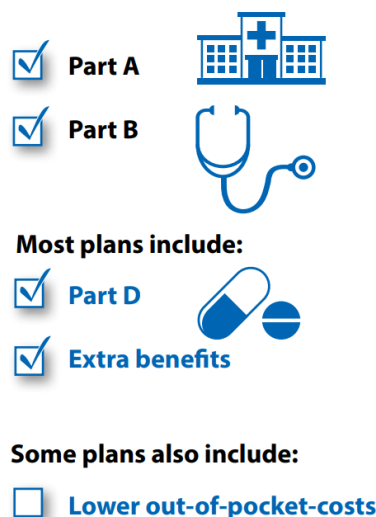 Part A
Part B
Most plans include:
Part D
Extra benefits
Some plans also include:
Lower out-of-pocket-costs